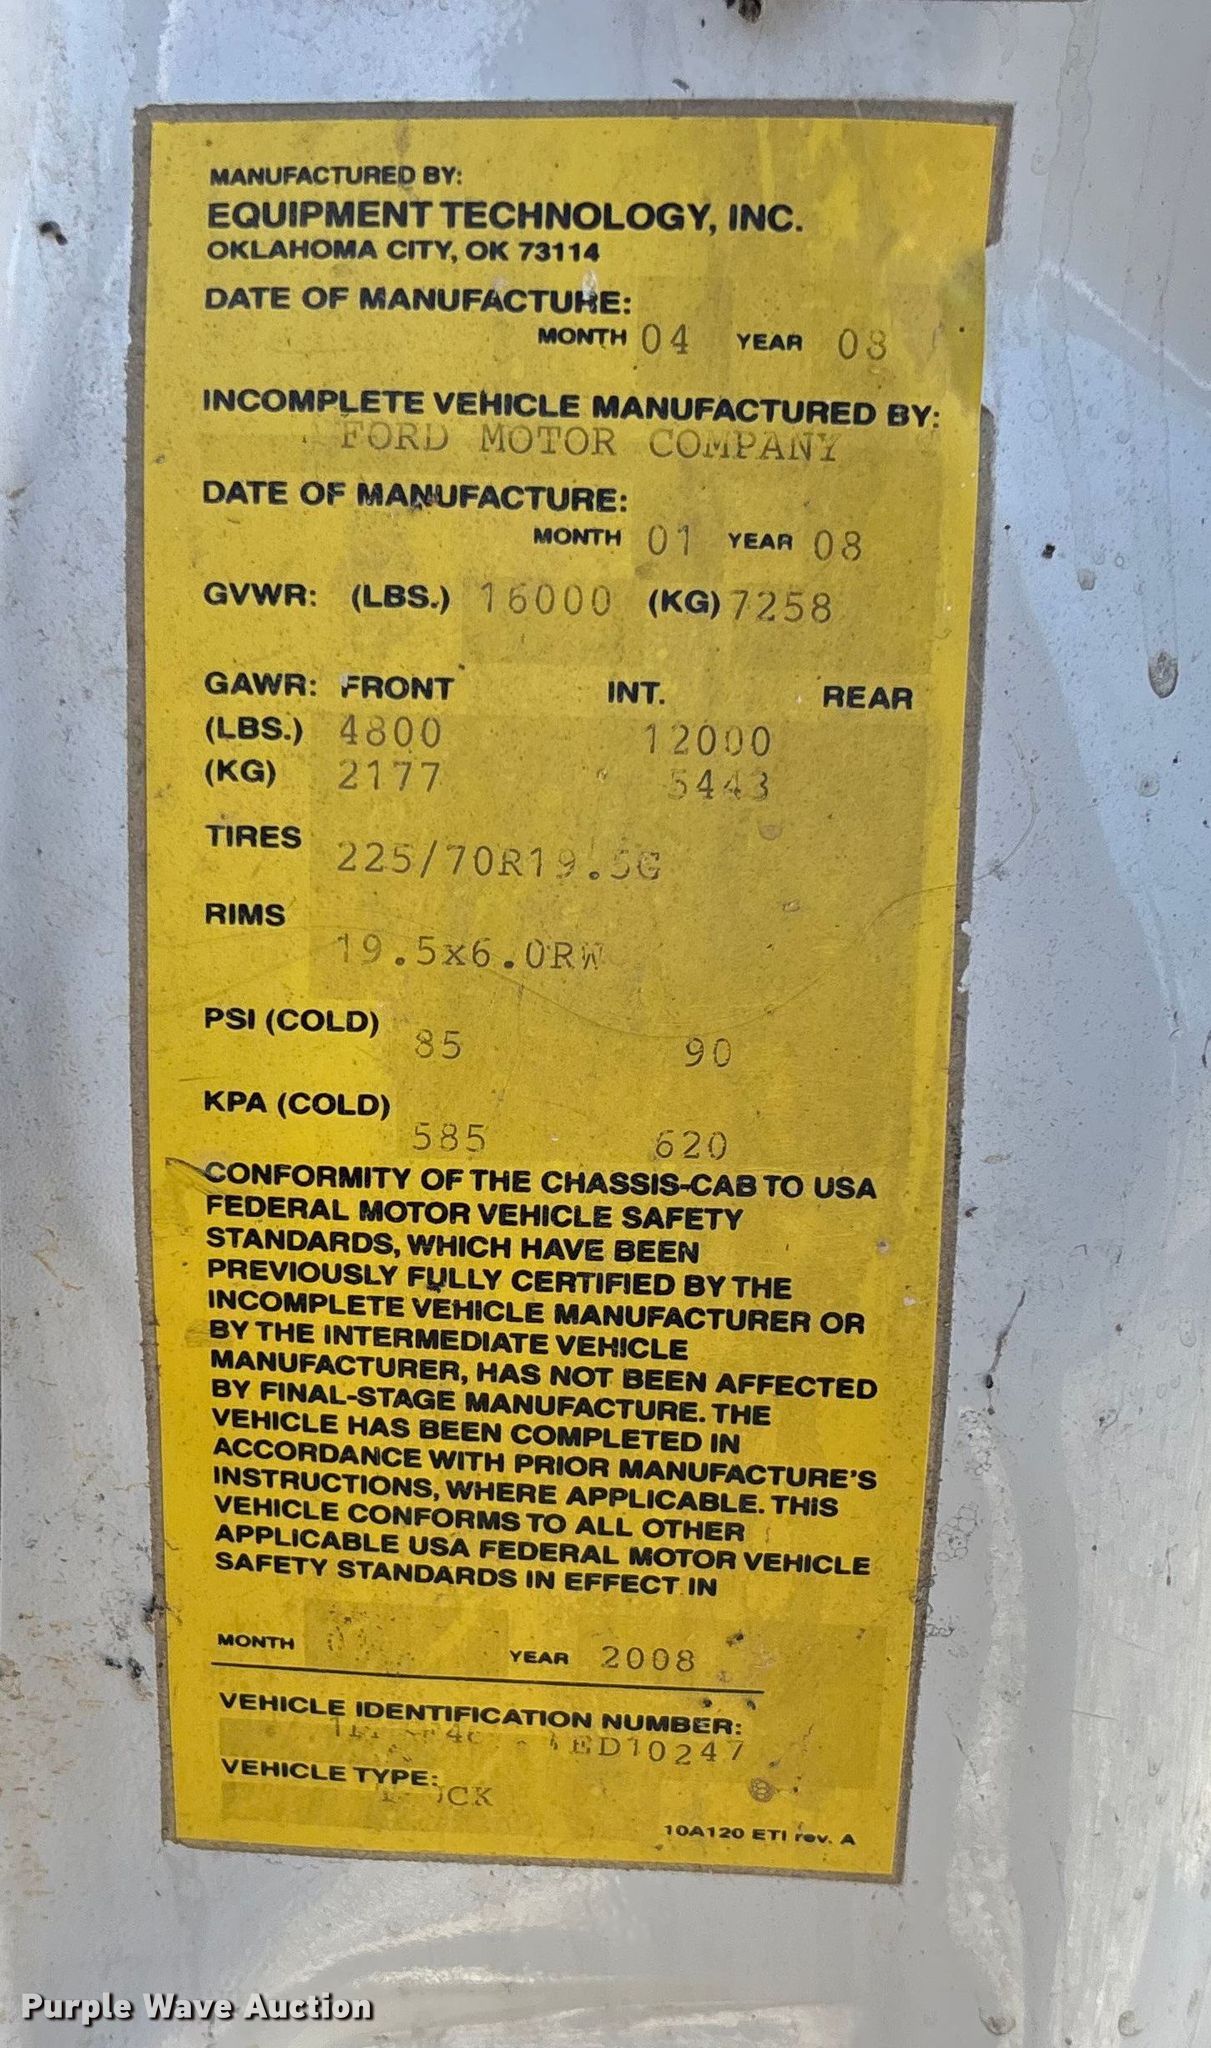 MANUFACTURED BY:
EQUIPMENT TECHNOLOGY, INC.
OKLAHOMA CITY, OK 73114
DATE OF MANUFACTURE:
MONTH 04 YEAR 08
INCOMPLETE VEHICLE MANUFACTURED BY:
FORD MOTOR COMPANY
DATE OF MANUFACTURE:
MONTH 01 YEAR 08
GVWR: (LBS.) 16000 (KG) 7258
GAWR: FRONT INT. REAR
(LBS.) 4800 12000
(KG) 2177 5443
TIRES
225/70R19.5G
RIMS
19.5x6.0RW
PSI (COLD)
85 90
KPA (COLD)
585 620
CONFORMITY OF THE CHASSIS-CAB TO USA
FEDERAL MOTOR VEHICLE SAFETY
STANDARDS, WHICH HAVE BEEN
PREVIOUSLY FULLY CERTIFIED BY THE
INCOMPLETE VEHICLE MANUFACTURER OR
BY THE INTERMEDIATE VEHICLE
MANUFACTURER, HAS NOT BEEN AFFECTED
BY FINAL-STAGE MANUFACTURE. THE
VEHICLE HAS BEEN COMPLETED IN
ACCORDANCE WITH PRIOR MANUFACTURE'S
INSTRUCTIONS, WHERE APPLICABLE. THIS
VEHICLE CONFORMS TO ALL OTHER
APPLICABLE USA FEDERAL MOTOR VEHICLE
SAFETY STANDARDS IN EFFECT IN
MONTH YEAR 2008
VEHICLE IDENTIFICATION NUMBER:
VEHICLE TYPE:
10A120 ETI rev. A
Purple Wave Auction